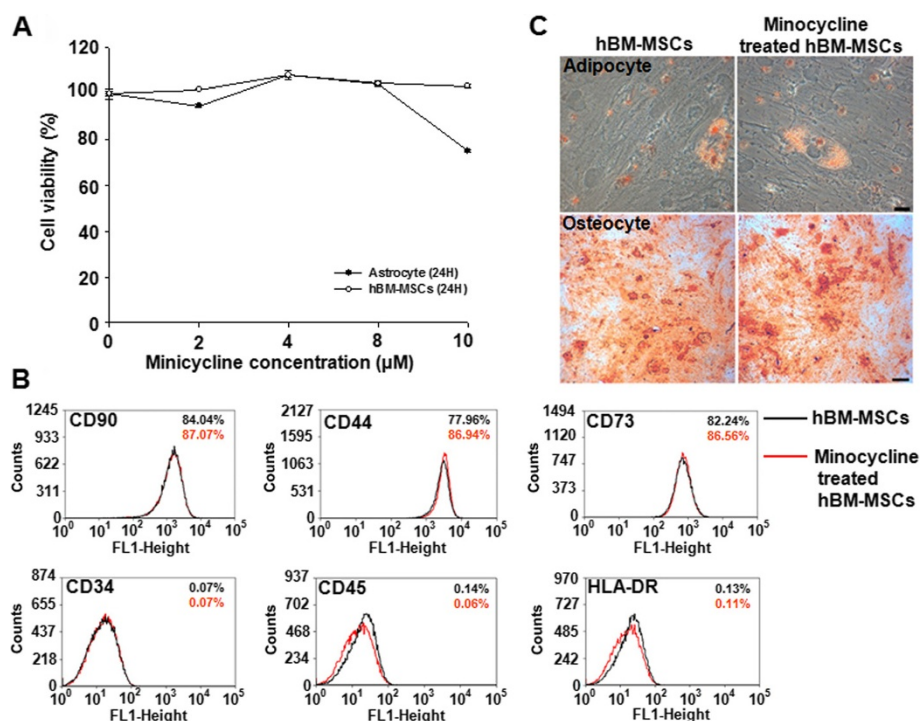 A
120
100
80
60
40
20
0
Cell viability (%)
0 2 4 8 10
Minicycline concentration (µM)
Astrocyte (24H)
hBM-MSCs (24H)
C
hBM-MSCs
Minocycline
treated hBM-MSCs
Adipocyte
Osteocyte
B
CD90
84.04%
87.07%
1245
933
622
311
0
Counts
10⁰ 10¹ 10² 10³ 10⁴ 10⁵
FL1-Height
CD44
77.96%
86.94%
2127
1595
1063
531
0
Counts
10⁰ 10¹ 10² 10³ 10⁴ 10⁵
FL1-Height
CD73
82.24%
86.56%
1494
1120
747
373
0
Counts
10⁰ 10¹ 10² 10³ 10⁴ 10⁵
FL1-Height
hBM-MSCs
Minocycline
treated
hBM-MSCs
CD34
0.07%
0.07%
874
655
437
218
0
Counts
10⁰ 10¹ 10² 10³ 10⁴ 10⁵
FL1-Height
CD45
0.14%
0.06%
937
702
468
234
0
Counts
10⁰ 10¹ 10² 10³ 10⁴ 10⁵
FL1-Height
HLA-DR
0.13%
0.11%
970
727
485
242
0
Counts
10⁰ 10¹ 10² 10³ 10⁴ 10⁵
FL1-Height